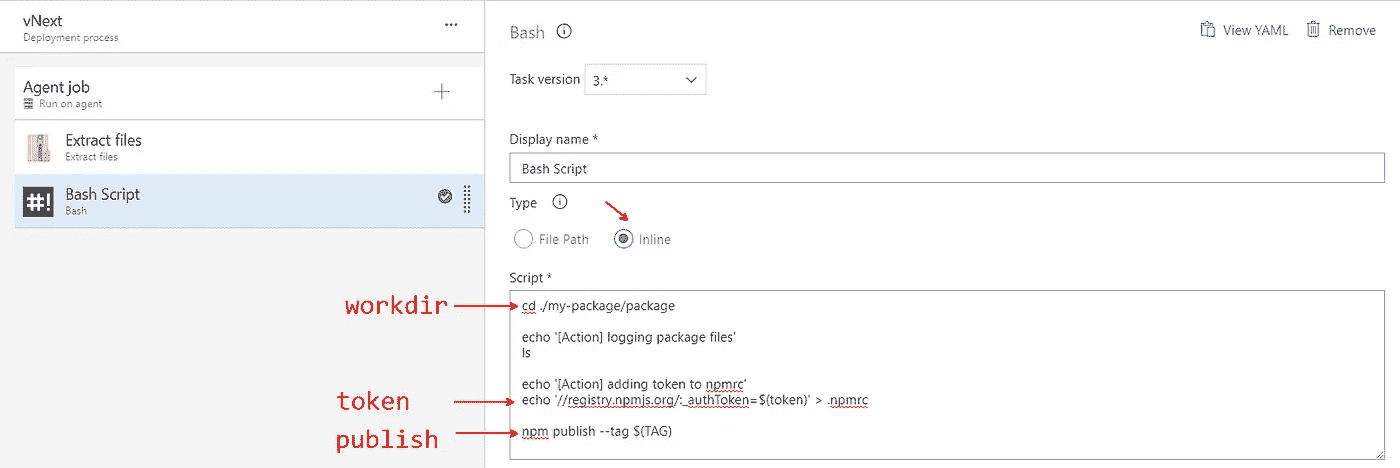 vNext
...
Deployment process
Agent job
Run on agent
Extract files
Extract files
#!
Bash Script
Bash
Bash
View YAML
Remove
Task version
3.*
Display name *
Bash Script
Type
File Path
Inline
Script *
workdir
cd ./my-package/package
echo '[Action] logging package files'
ls
echo '[Action] adding token to npmrc'
token
echo '//registry.npmjs.org/:_authToken=$(token)' > .npmrc
publish
npm publish --tag $(TAG)